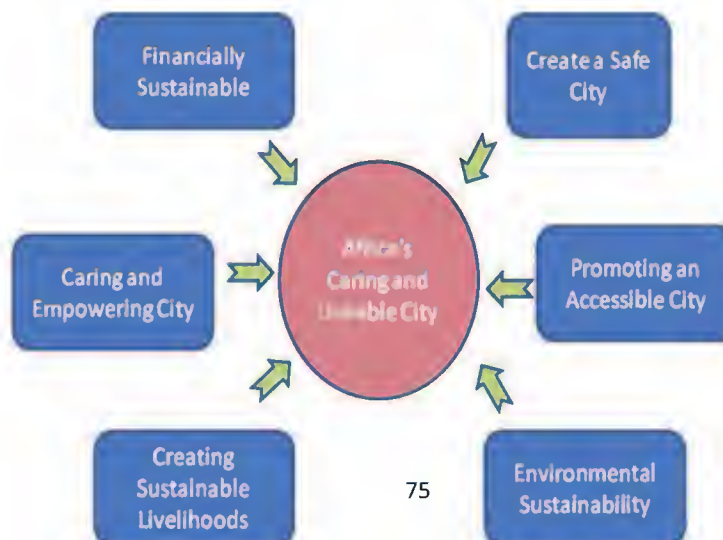 Financially
Sustainable
Create a Safe
City
Caring and
Empowering City
Africa's
Caring and
Liveable City
Promoting an
Accessible City
Creating
Sustainable
Livelihoods
75
Environmental
Sustainability